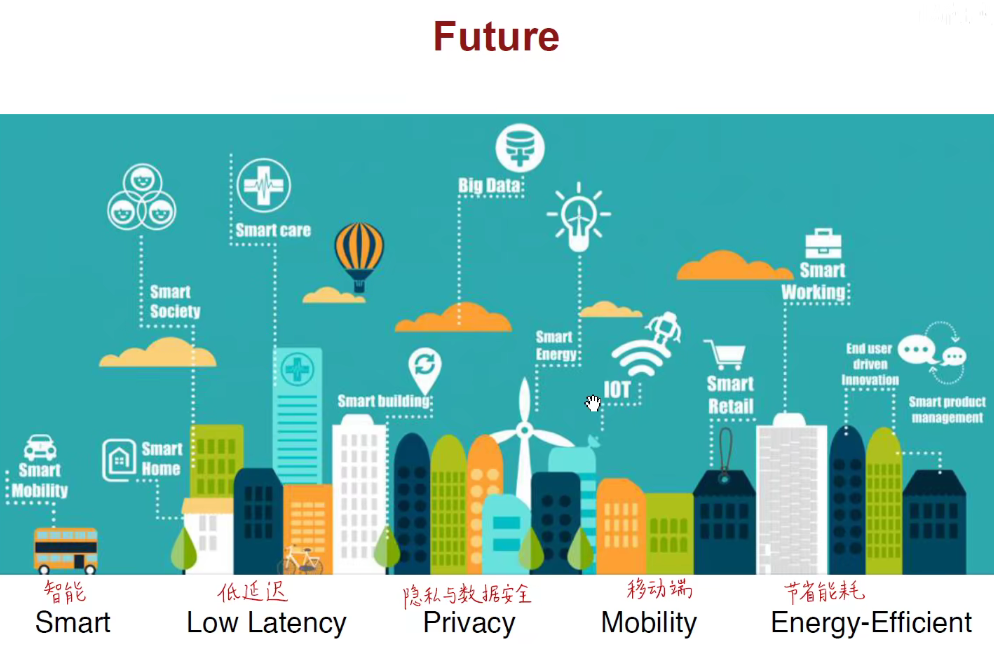 Future
Big Data:
Smart care
Smart
Working:
Smart
Society
Smart
Energy:
End user
driven
Innovation
IOT
Smart
Retail
Smart building:
Smart product
management
Smart
Home
Smart
Mobility
智能
低延迟
隐私与数据安全
移动端
节省能耗
Smart
Low Latency
Privacy
Mobility
Energy-Efficient